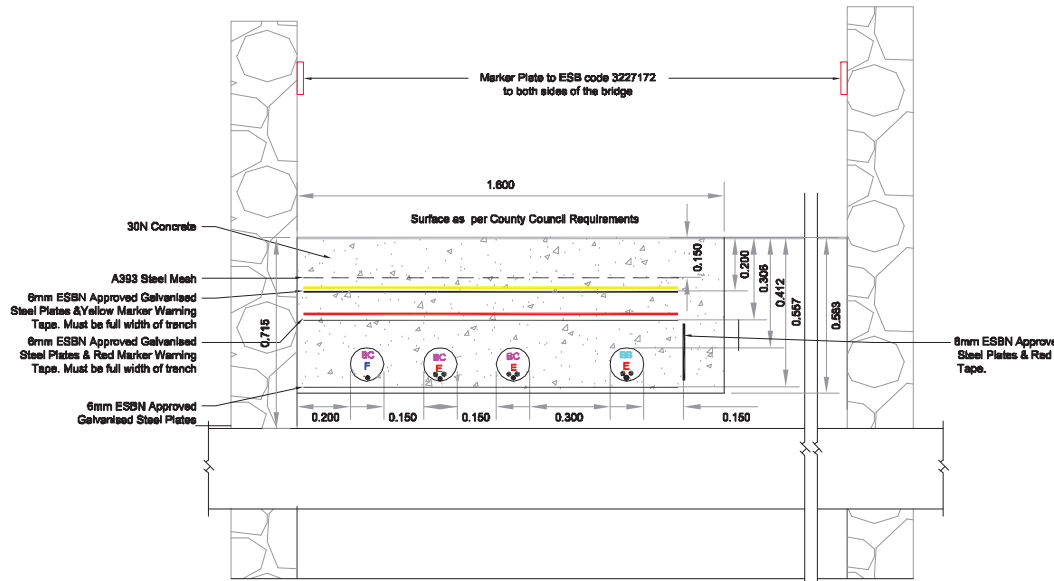 Marker Plate to ESB code 3227172
to both sides of the bridge
1.600
Surface as per County Council Requirements
30N Concrete
A393 Steel Mesh
6mm ESBN Approved Galvanised
Steel Plates &Yellow Marker Warning
Tape. Must be full width of trench
6mm ESBN Approved Galvanised
Steel Plates & Red Marker Warning
Tape. Must be full width of trench
6mm ESBN Approved
Galvanised Steel Plates
0.715
0.150
0.200
0.306
0.412
0.557
0.583
6mm ESBN Approve
Steel Plates & Red
Tape.
BC
F
BC
E
BC
E
BB
E
0.200
0.150
0.150
0.300
0.150